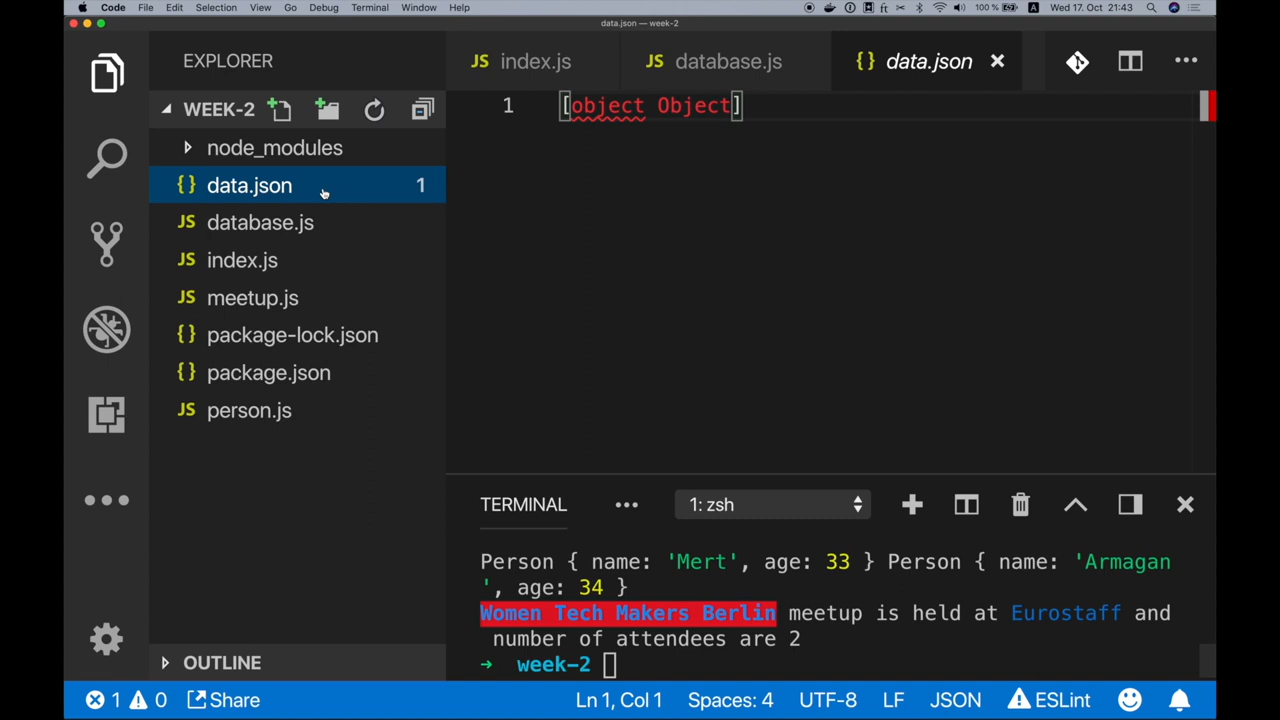 Code File Edit Selection View Go Debug Terminal Window Help 100 % A Wed 17. Oct 21:43
data.json — week-2
EXPLORER
JS index.js
JS database.js
{} data.json
WEEK-2
node_modules
{} data.json 1
JS database.js
JS index.js
JS meetup.js
{} package-lock.json
{} package.json
JS person.js
OUTLINE
1 [object Object]
TERMINAL
1: zsh
Person { name: 'Mert', age: 33 } Person { name: 'Armagan
', age: 34 }
Women Tech Makers Berlin meetup is held at Eurostaff and
number of attendees are 2
➜ week-2
1 0 Share Ln 1, Col 1 Spaces: 4 UTF-8 LF JSON ESLint